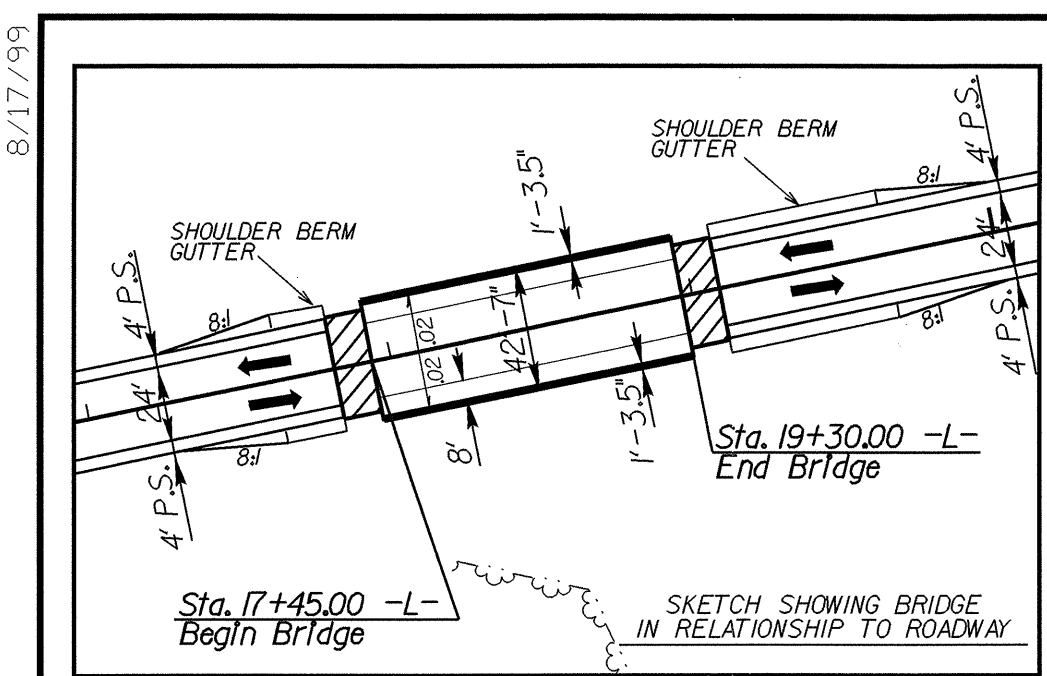 8/17/99
SHOULDER BERM
GUTTER
4' P.S.
8:1
24'
8:1
4' P.S.
SHOULDER BERM
GUTTER
1'-3.5"
.02
.02
42'-7"
8'
1'-3.5"
8:1
4' P.S.
24'
8:1
4' P.S.
Sta. 17+45.00 -L-
Begin Bridge
Sta. 19+30.00 -L-
End Bridge
SKETCH SHOWING BRIDGE
IN RELATIONSHIP TO ROADWAY